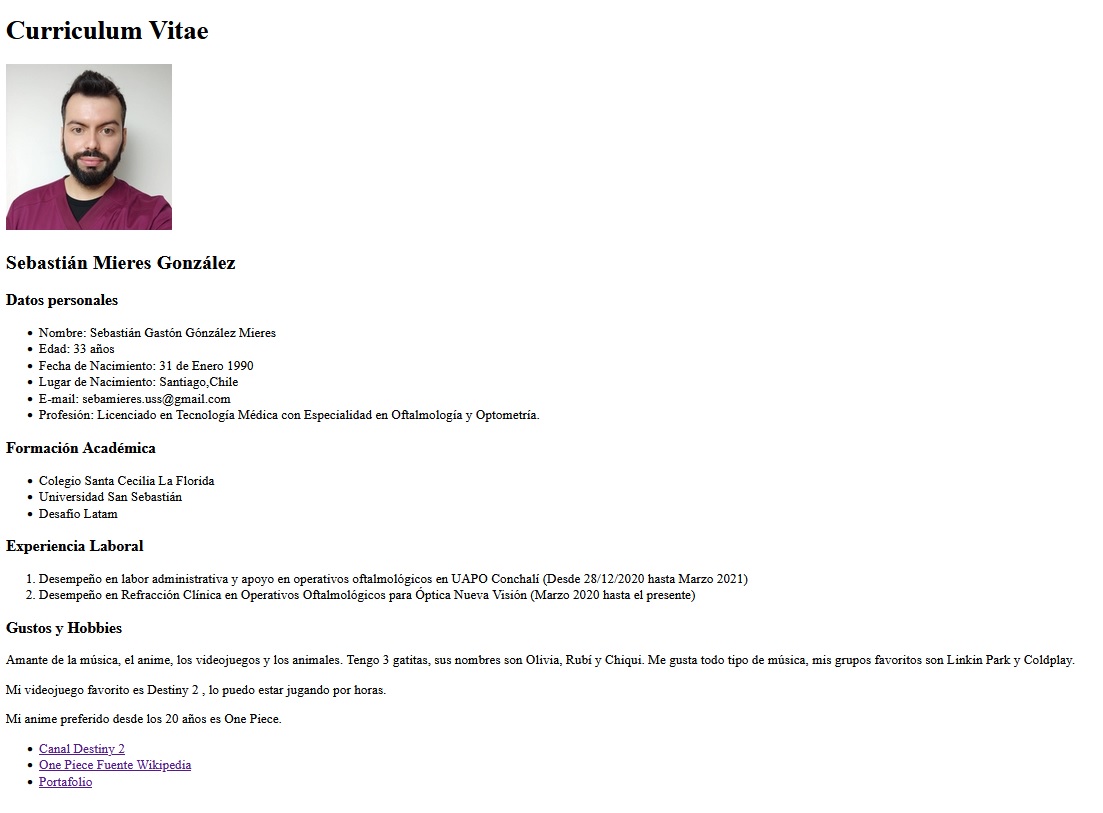 Curriculum Vitae
Sebastián Mieres González
Datos personales
Nombre: Sebastián Gastón Gónzález Mieres
Edad: 33 años
Fecha de Nacimiento: 31 de Enero 1990
Lugar de Nacimiento: Santiago,Chile
E-mail: sebamieres.uss@gmail.com
Profesión: Licenciado en Tecnología Médica con Especialidad en Oftalmología y Optometría.
Formación Académica
Colegio Santa Cecilia La Florida
Universidad San Sebastián
Desafio Latam
Experiencia Laboral
1. Desempeño en labor administrativa y apoyo en operativos oftalmológicos en UAPO Conchalí (Desde 28/12/2020 hasta Marzo 2021)
2. Desempeño en Refracción Clínica en Operativos Oftalmológicos para Óptica Nueva Visión (Marzo 2020 hasta el presente)
Gustos y Hobbies
Amante de la música, el anime, los videojuegos y los animales. Tengo 3 gatitas, sus nombres son Olivia, Rubí y Chiqui. Me gusta todo tipo de música, mis grupos favoritos son Linkin Park y Coldplay.
Mi videojuego favorito es Destiny 2 , lo puedo estar jugando por horas.
Mi anime preferido desde los 20 años es One Piece.
Canal Destiny 2
One Piece Fuente Wikipedia
Portafolio